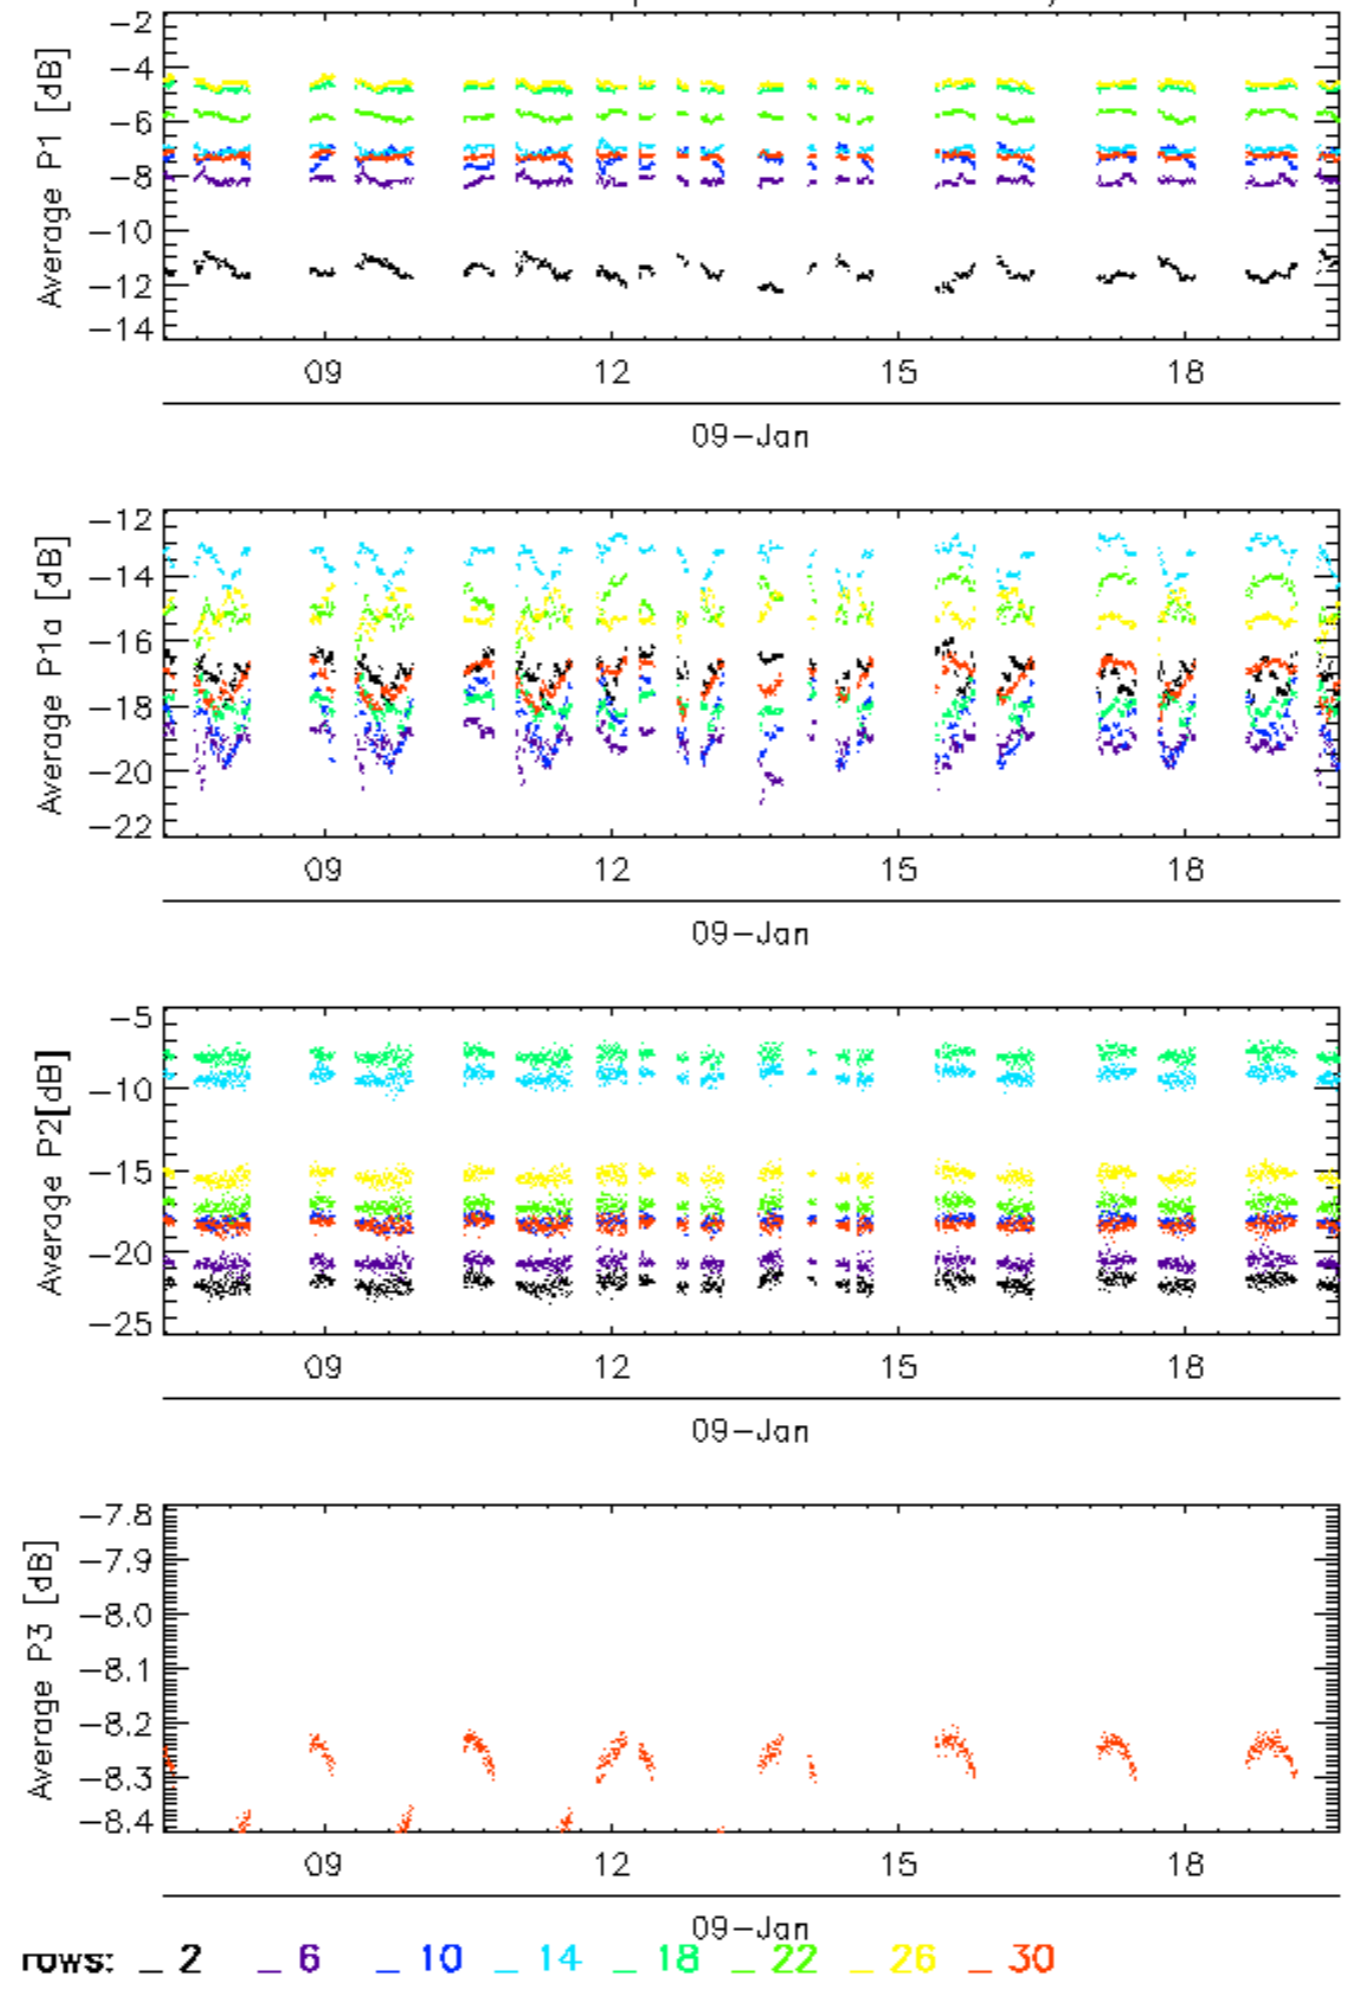 Average P1 [dB]
-2
-4
-6
-8
-10
-12
-14
09 12 15 18
09-Jan
Average P1a [dB]
-12
-14
-16
-18
-20
-22
09 12 15 18
09-Jan
Average P2[dB]
-5
-10
-15
-20
-25
09 12 15 18
09-Jan
Average P3 [dB]
-7.8
-7.9
-8.0
-8.1
-8.2
-8.3
-8.4
09 12 15 18
09-Jan
rows: _ 2 _ 6 _ 10 _ 14 _ 18 _ 22 _ 26 _ 30